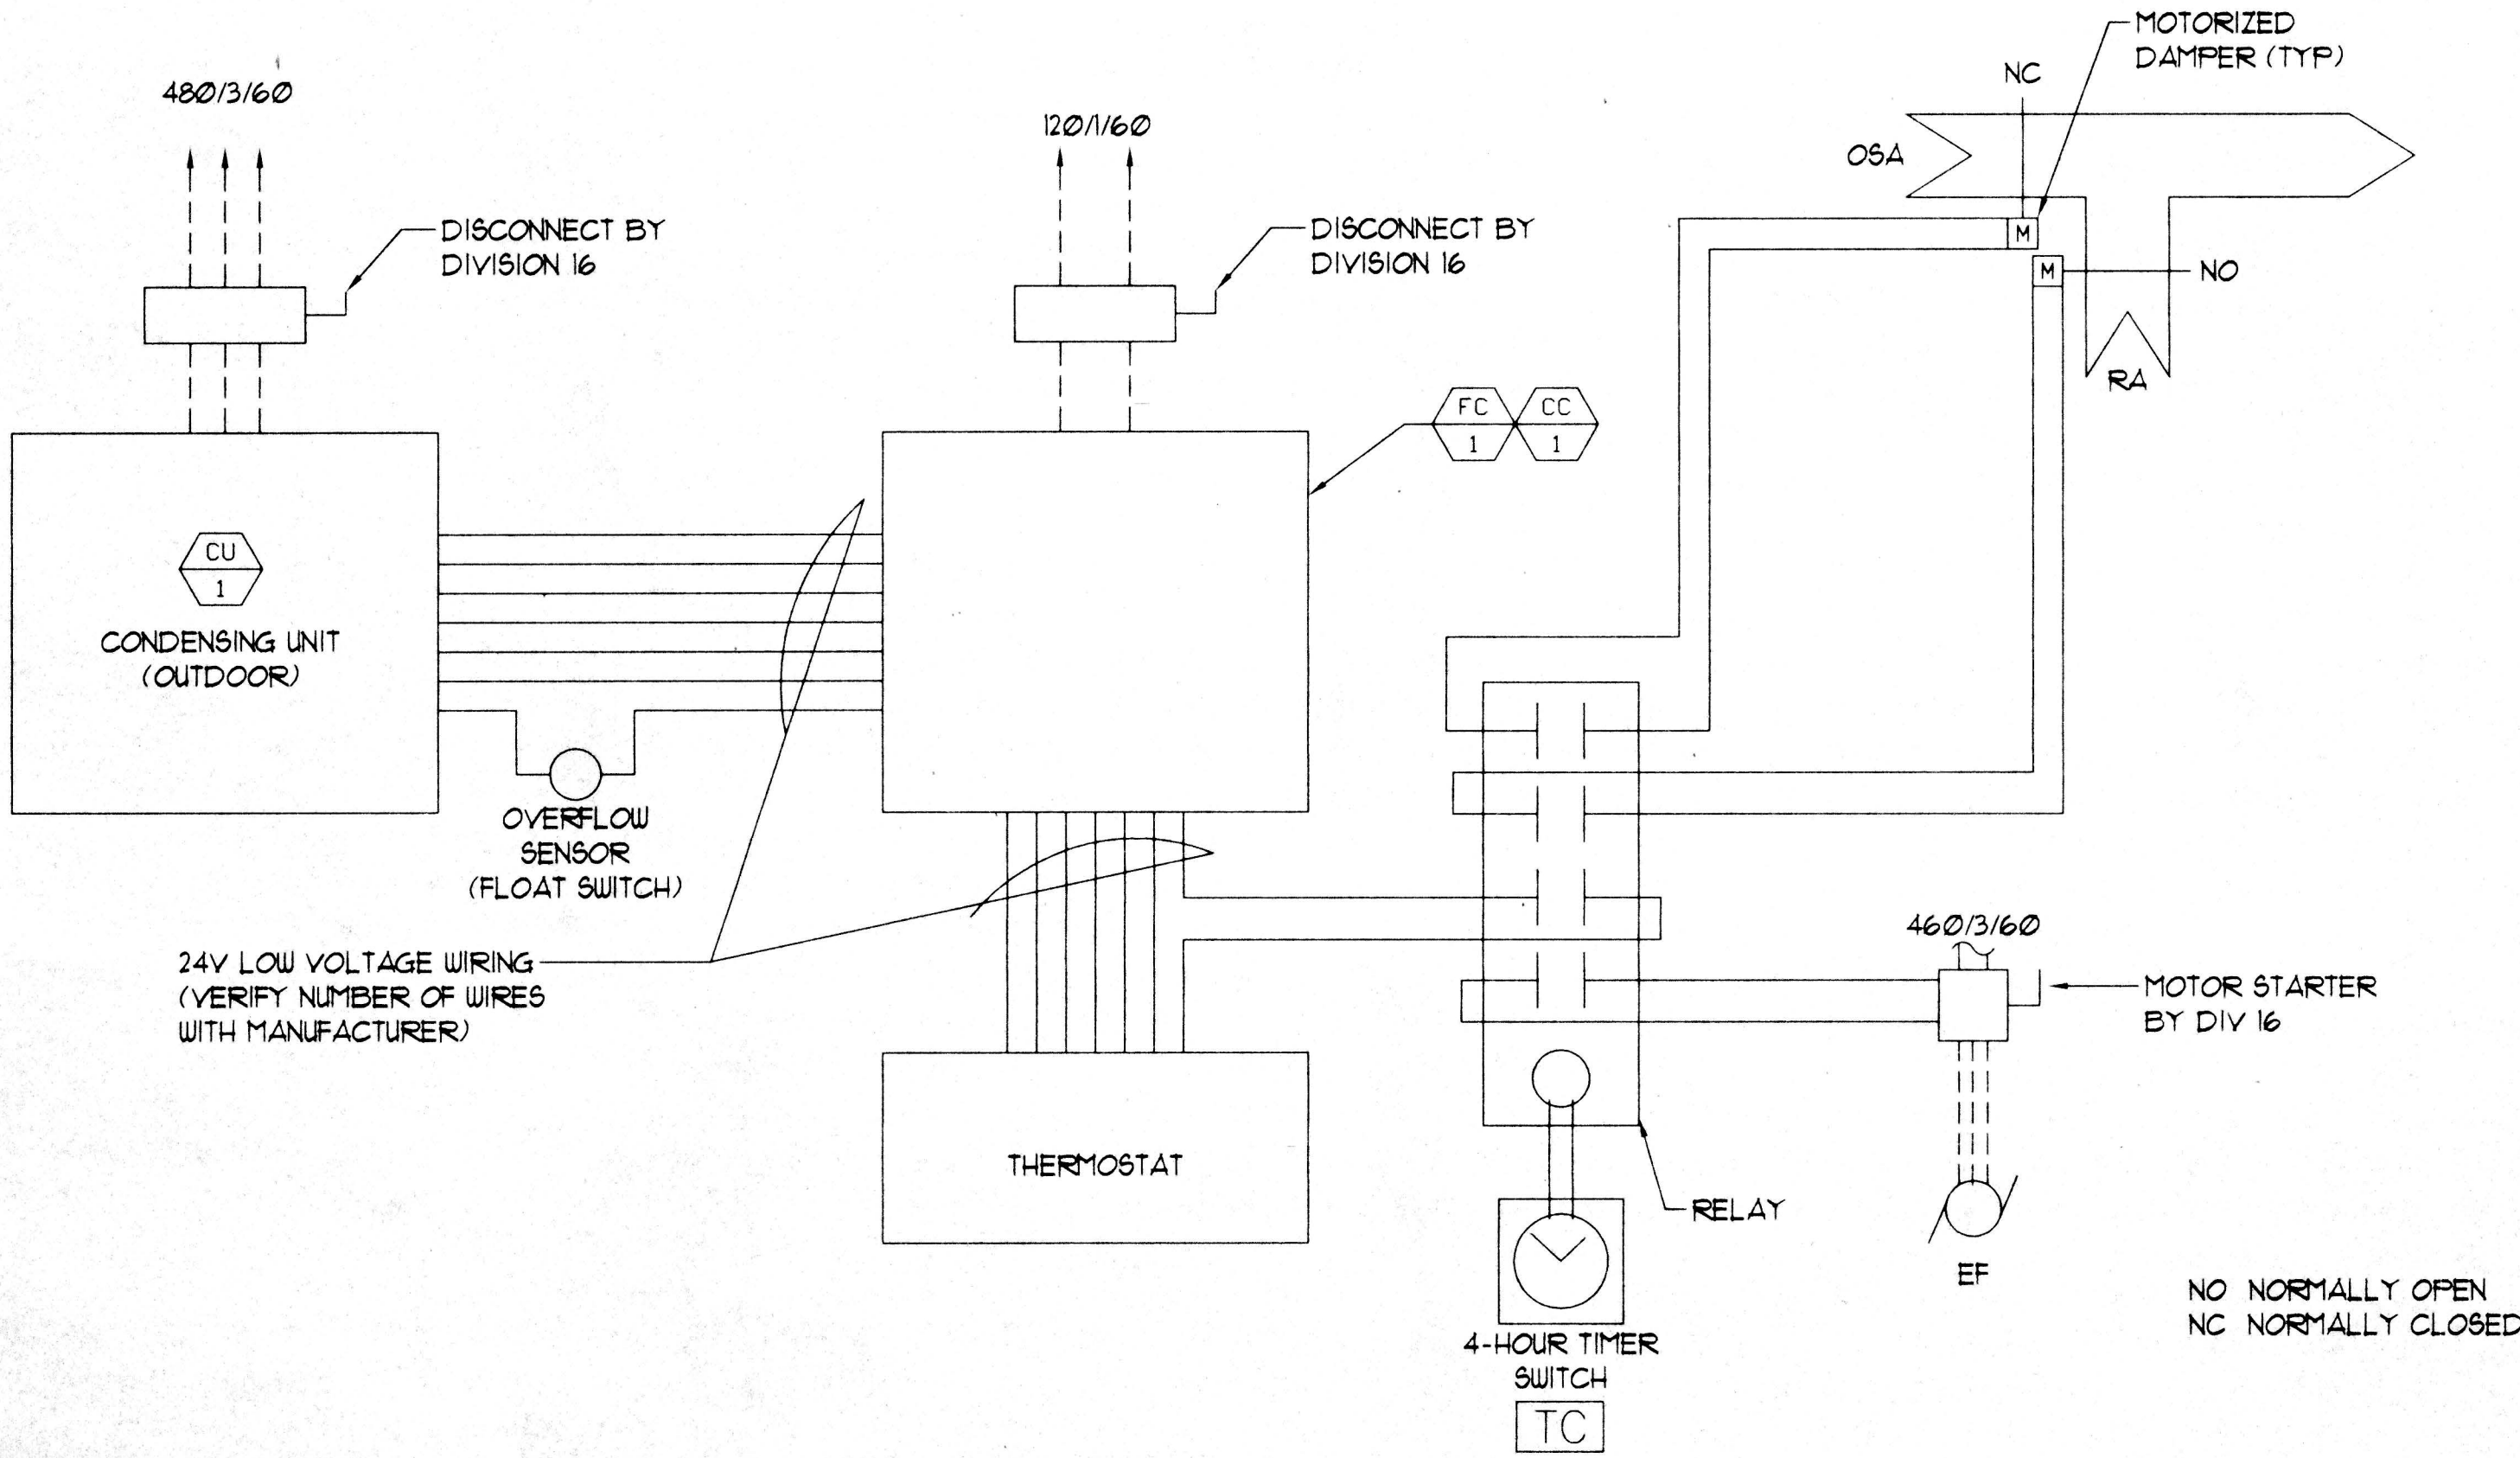 MOTORIZED
DAMPER (TYP)
NC
480/3/60
120/1/60
OSA
DISCONNECT BY
DIVISION 16
DISCONNECT BY
DIVISION 16
M
M
NO
RA
FC
1
CC
1
CU
1
CONDENSING UNIT
(OUTDOOR)
OVERFLOW
SENSOR
(FLOAT SWITCH)
24V LOW VOLTAGE WIRING
(VERIFY NUMBER OF WIRES
WITH MANUFACTURER)
460/3/60
MOTOR STARTER
BY DIV 16
THERMOSTAT
RELAY
EF
NO NORMALLY OPEN
NC NORMALLY CLOSED
4-HOUR TIMER
SWITCH
TC